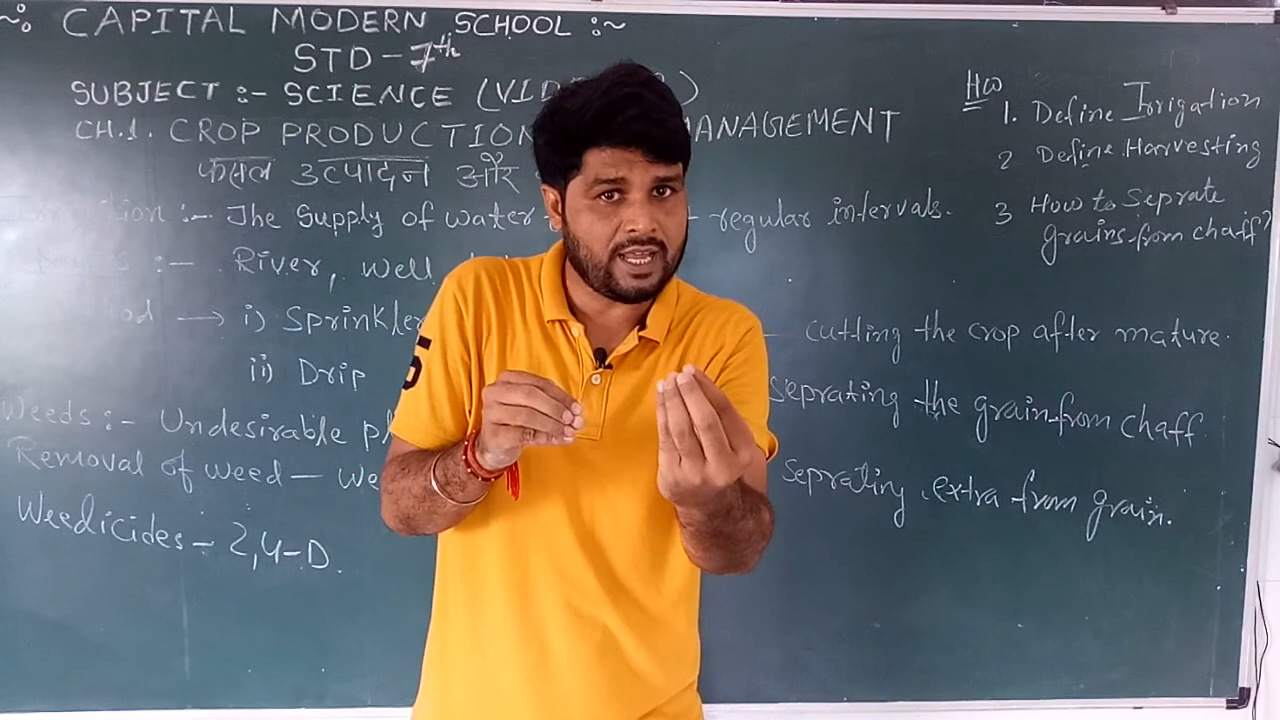 ~: CAPITAL MODERN SCHOOL :~
STD - 7th
SUBJECT :- SCIENCE (VID )
CH.1. CROP PRODUCTION ANAGEMENT
फसल उत्पादन और
:- The Supply of water regular intervals.
:- River, Well
→ i) Sprinkler
ii) Drip
Weeds :- Undesirable pl
Removal of weed - We
Weedicides - 2,4-D.
cutting the crop after mature.
Seprating the grain from chaff
Seprating extra from grain.
HW
1. Define Irrigation
2 Define Harvesting
3 How to Seprate
grains from chaff?
5